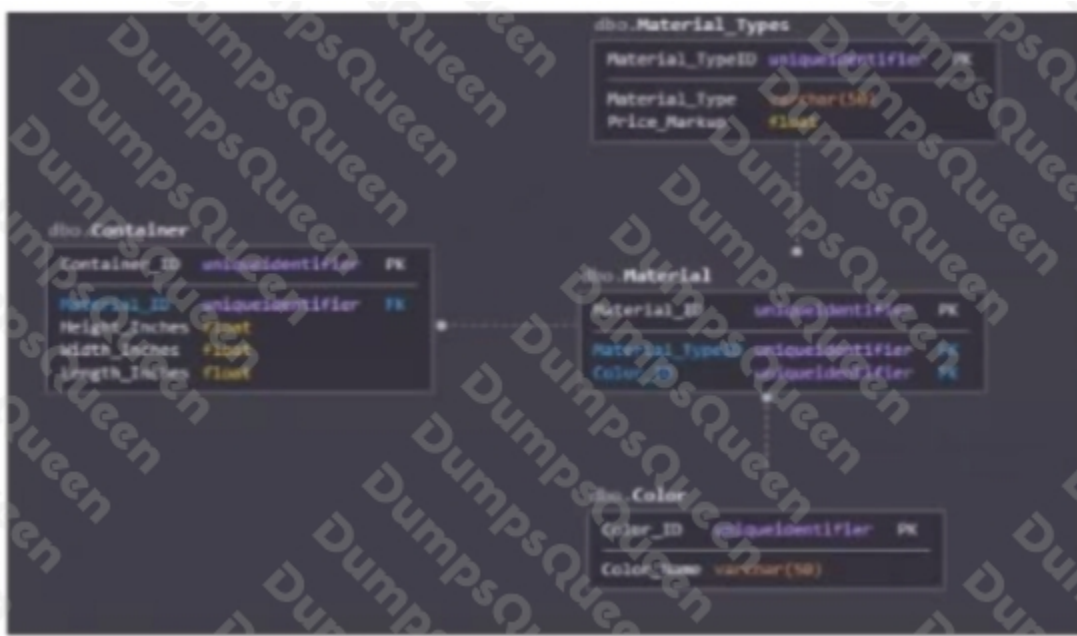 dbo.Material_Types
Material_TypeID uniqueidentifier PK
Material_Type varchar(50)
Price_Markup float
dbo.Container
Container_ID uniqueidentifier PK
Material_ID uniqueidentifier FK
Height_Inches float
Width_Inches float
Length_Inches float
dbo.Material
Material_ID uniqueidentifier PK
Material_TypeID uniqueidentifier FK
Color_ID uniqueidentifier FK
dbo.Color
Color_ID uniqueidentifier PK
Color_Name varchar(50)
DumpsQueen